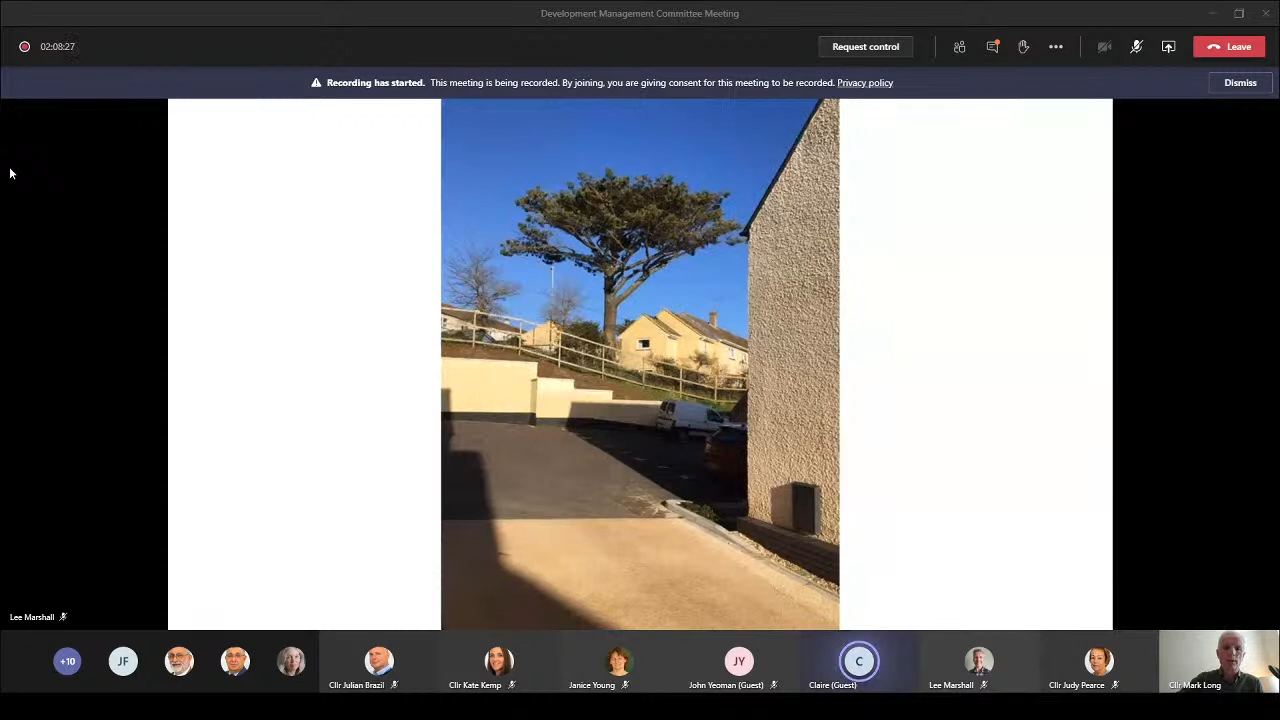 Development Management Committee Meeting
02:08:27
Request control
Leave
Recording has started. This meeting is being recorded. By joining, you are giving consent for this meeting to be recorded. Privacy policy
Dismiss
Lee Marshall
+10
JF
JY
C
Cllr Julian Brazil
Cllr Kate Kemp
Janice Young
John Yeoman (Guest)
Claire (Guest)
Lee Marshall
Cllr Judy Pearce
Cllr Mark Long